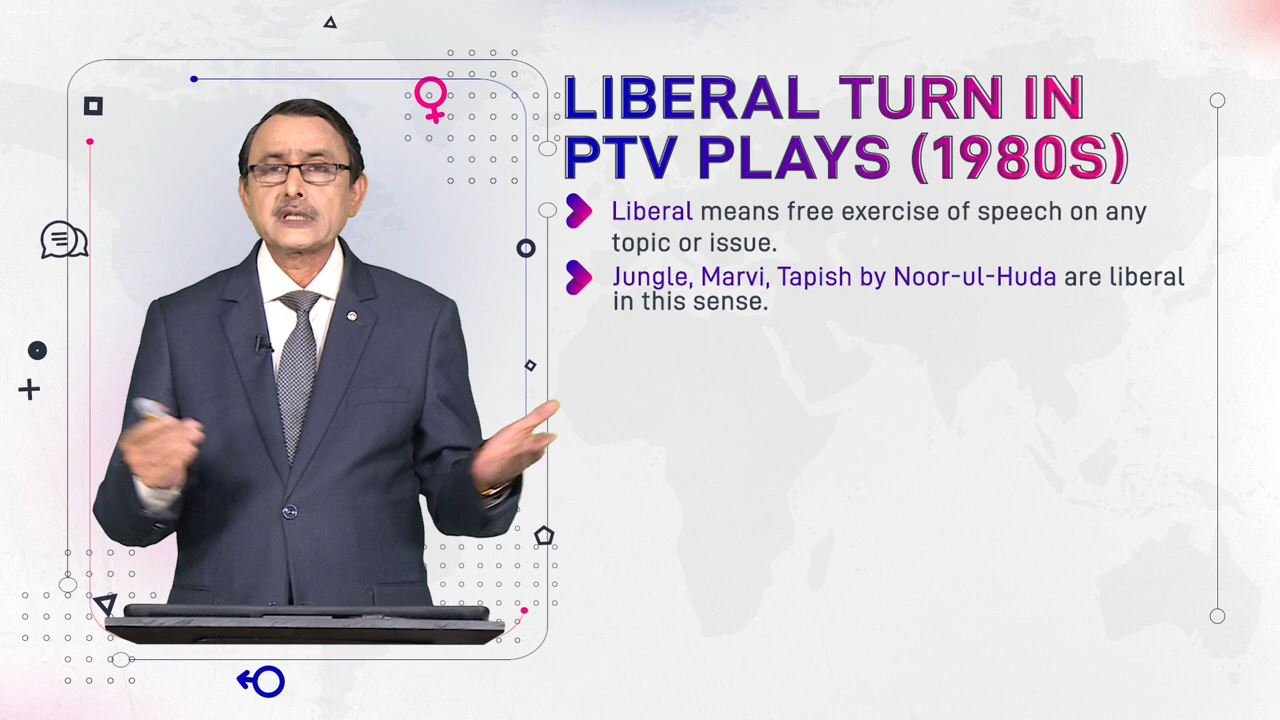 LIBERAL TURN IN
PTV PLAYS (1980S)
Liberal means free exercise of speech on any
topic or issue.
Jungle, Marvi, Tapish by Noor-ul-Huda are liberal
in this sense.